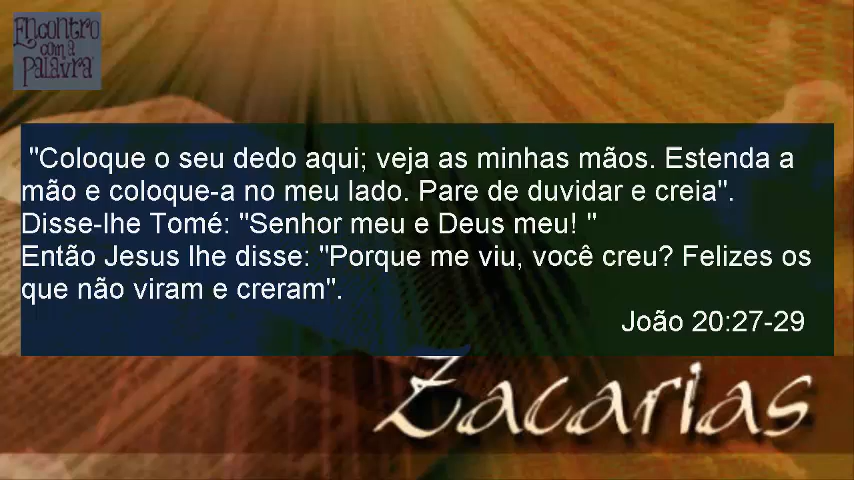 Encontro
com a
Palavra
"Coloque o seu dedo aqui; veja as minhas mãos. Estenda a
mão e coloque-a no meu lado. Pare de duvidar e creia".
Disse-lhe Tomé: "Senhor meu e Deus meu! "
Então Jesus lhe disse: "Porque me viu, você creu? Felizes os
que não viram e creram".
João 20:27-29
Zacarias